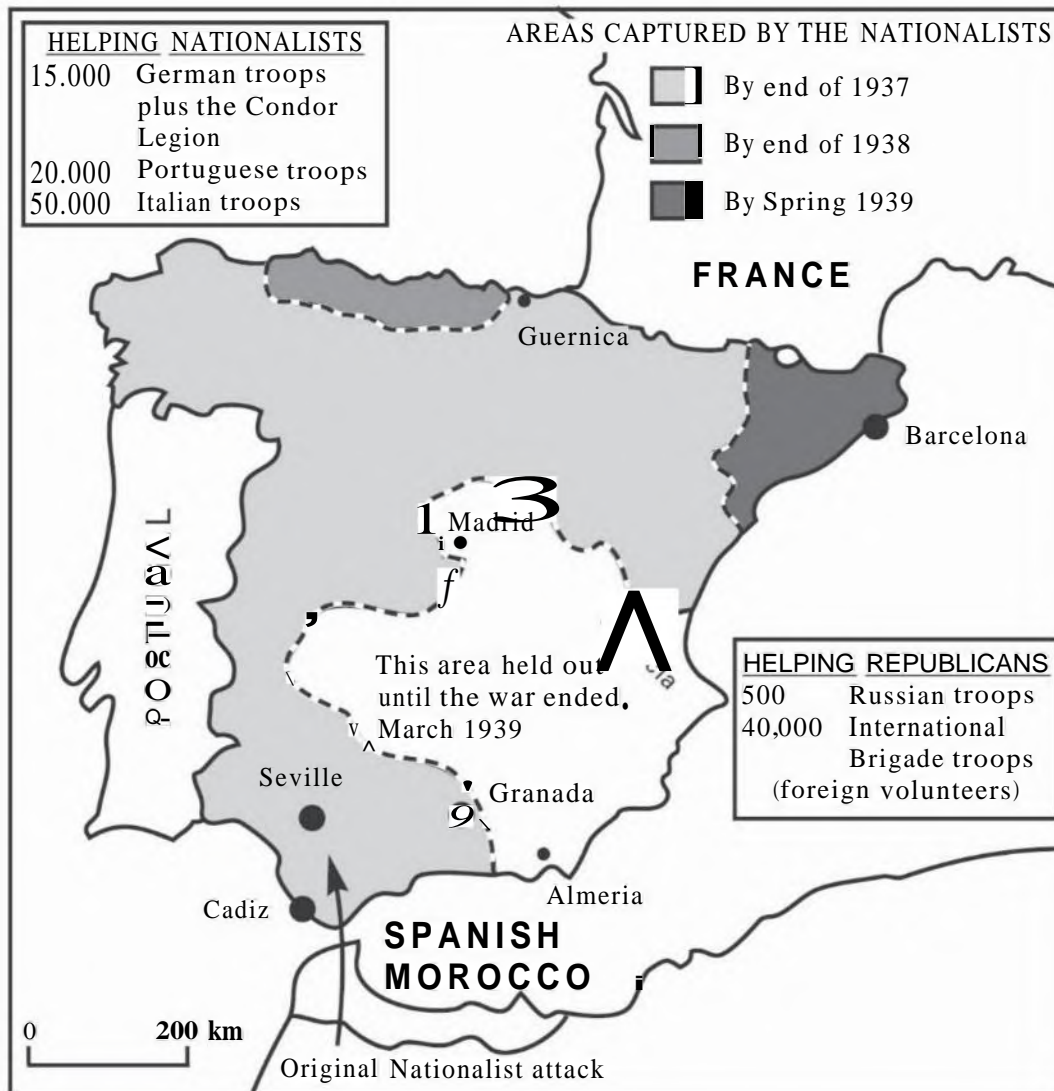 HELPING NATIONALISTS
15.000 German troops
plus the Condor
Legion
20.000 Portuguese troops
50.000 Italian troops
AREAS CAPTURED BY THE NATIONALISTS
By end of 1937
By end of 1938
By Spring 1939
FRANCE
Guernica
Barcelona
1 Madrid 3
i
f
This area held out
until the war ended.
March 1939
HELPING REPUBLICANS
500 Russian troops
40,000 International
Brigade troops
(foreign volunteers)
Seville
Granada
9
Almeria
Cadiz
SPANISH
MOROCCO
0 200 km
Original Nationalist attack